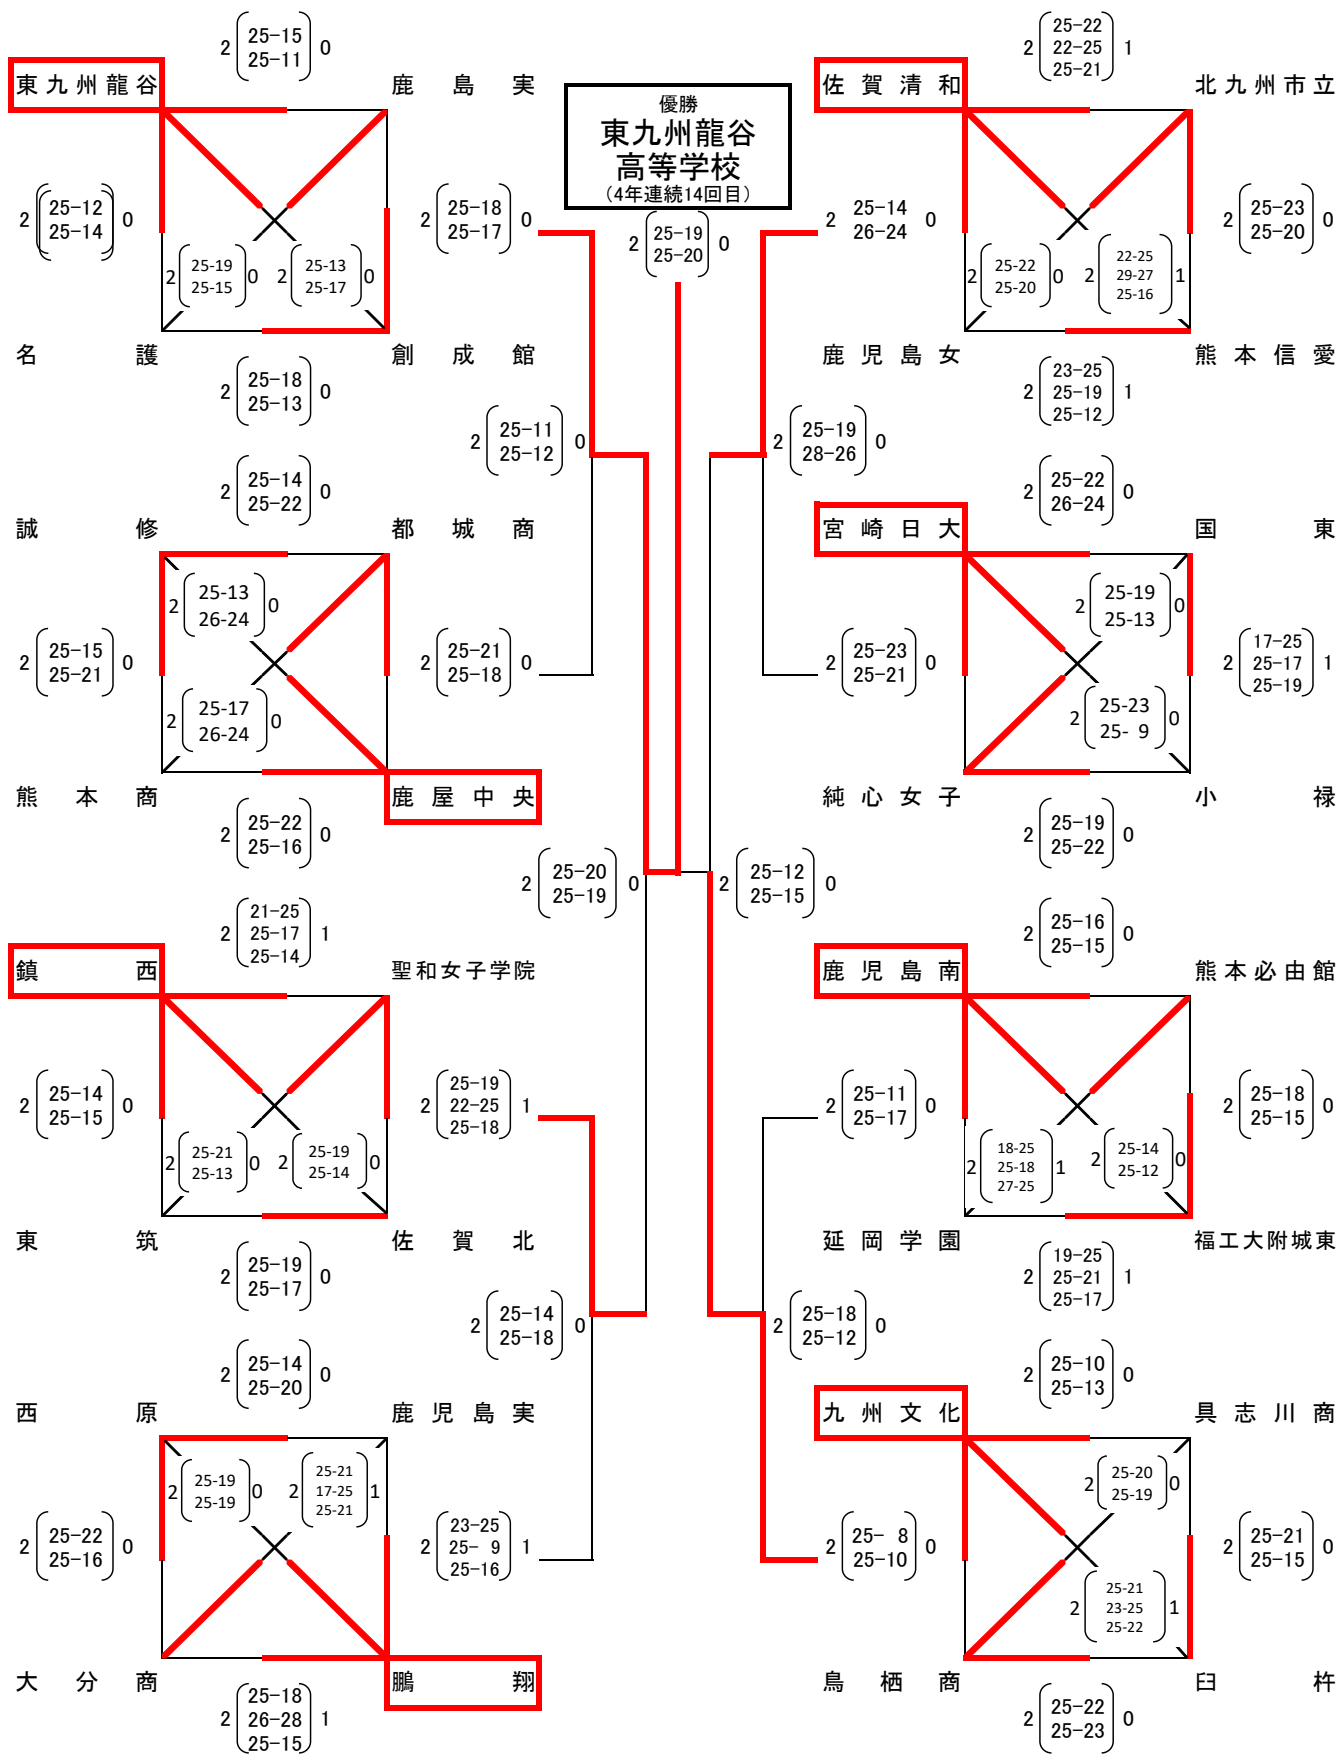 2 25-15 0
25-11
東九州龍谷 鹿島実
2 25-12 0
25-14
2 25-18 0
25-17
2 25-19 0
25-15
2 25-13 0
25-17
名護 創成館
2 25-18 0
25-13
優勝
東九州龍谷
高等学校
(4年連続14回目)
2 25-19 0
25-20
2 25-22 1
22-25
25-21
佐賀清和 北九州市立
2 25-14 0
26-24
2 25-23 0
25-20
2 25-22 0
25-20
2 22-25 1
29-27
25-16
鹿児島女 熊本信愛
2 23-25 1
25-19
25-12
2 25-11 0
25-12
2 25-19 0
28-26
2 25-14 0
25-22
誠修 都城商
2 25-13 0
26-24
2 25-15 0
25-21
2 25-21 0
25-18
2 25-17 0
26-24
熊本商 鹿屋中央
2 25-22 0
25-16
2 25-22 0
26-24
宮崎日大 国東
2 25-19 0
25-13
2 25-23 0
25-21
2 17-25 1
25-17
25-19
2 25-23 0
25- 9
純心女子 小禄
2 25-19 0
25-22
2 25-20 0
25-19
2 25-12 0
25-15
2 21-25 1
25-17
25-14
鎮西 聖和女子学院
2 25-14 0
25-15
2 25-19 1
22-25
25-18
2 25-21 0
25-13
2 25-19 0
25-14
東筑 佐賀北
2 25-19 0
25-17
2 25-16 0
25-15
鹿児島南 熊本必由館
2 25-11 0
25-17
2 25-18 0
25-15
2 18-25 1
25-18
27-25
2 25-14 0
25-12
延岡学園 福工大附城東
2 19-25 1
25-21
25-17
2 25-14 0
25-18
2 25-18 0
25-12
2 25-14 0
25-20
西原 鹿児島実
2 25-19 0
25-19
2 25-21 1
17-25
25-21
2 25-22 0
25-16
2 23-25 1
25- 9
25-16
大分商 鵬翔
2 25-18 1
26-28
25-15
2 25-10 0
25-13
九州文化 具志川商
2 25-20 0
25-19
2 25- 8 0
25-10
2 25-21 0
25-15
2 25-21 1
23-25
25-22
鳥栖商 臼杵
2 25-22 0
25-23